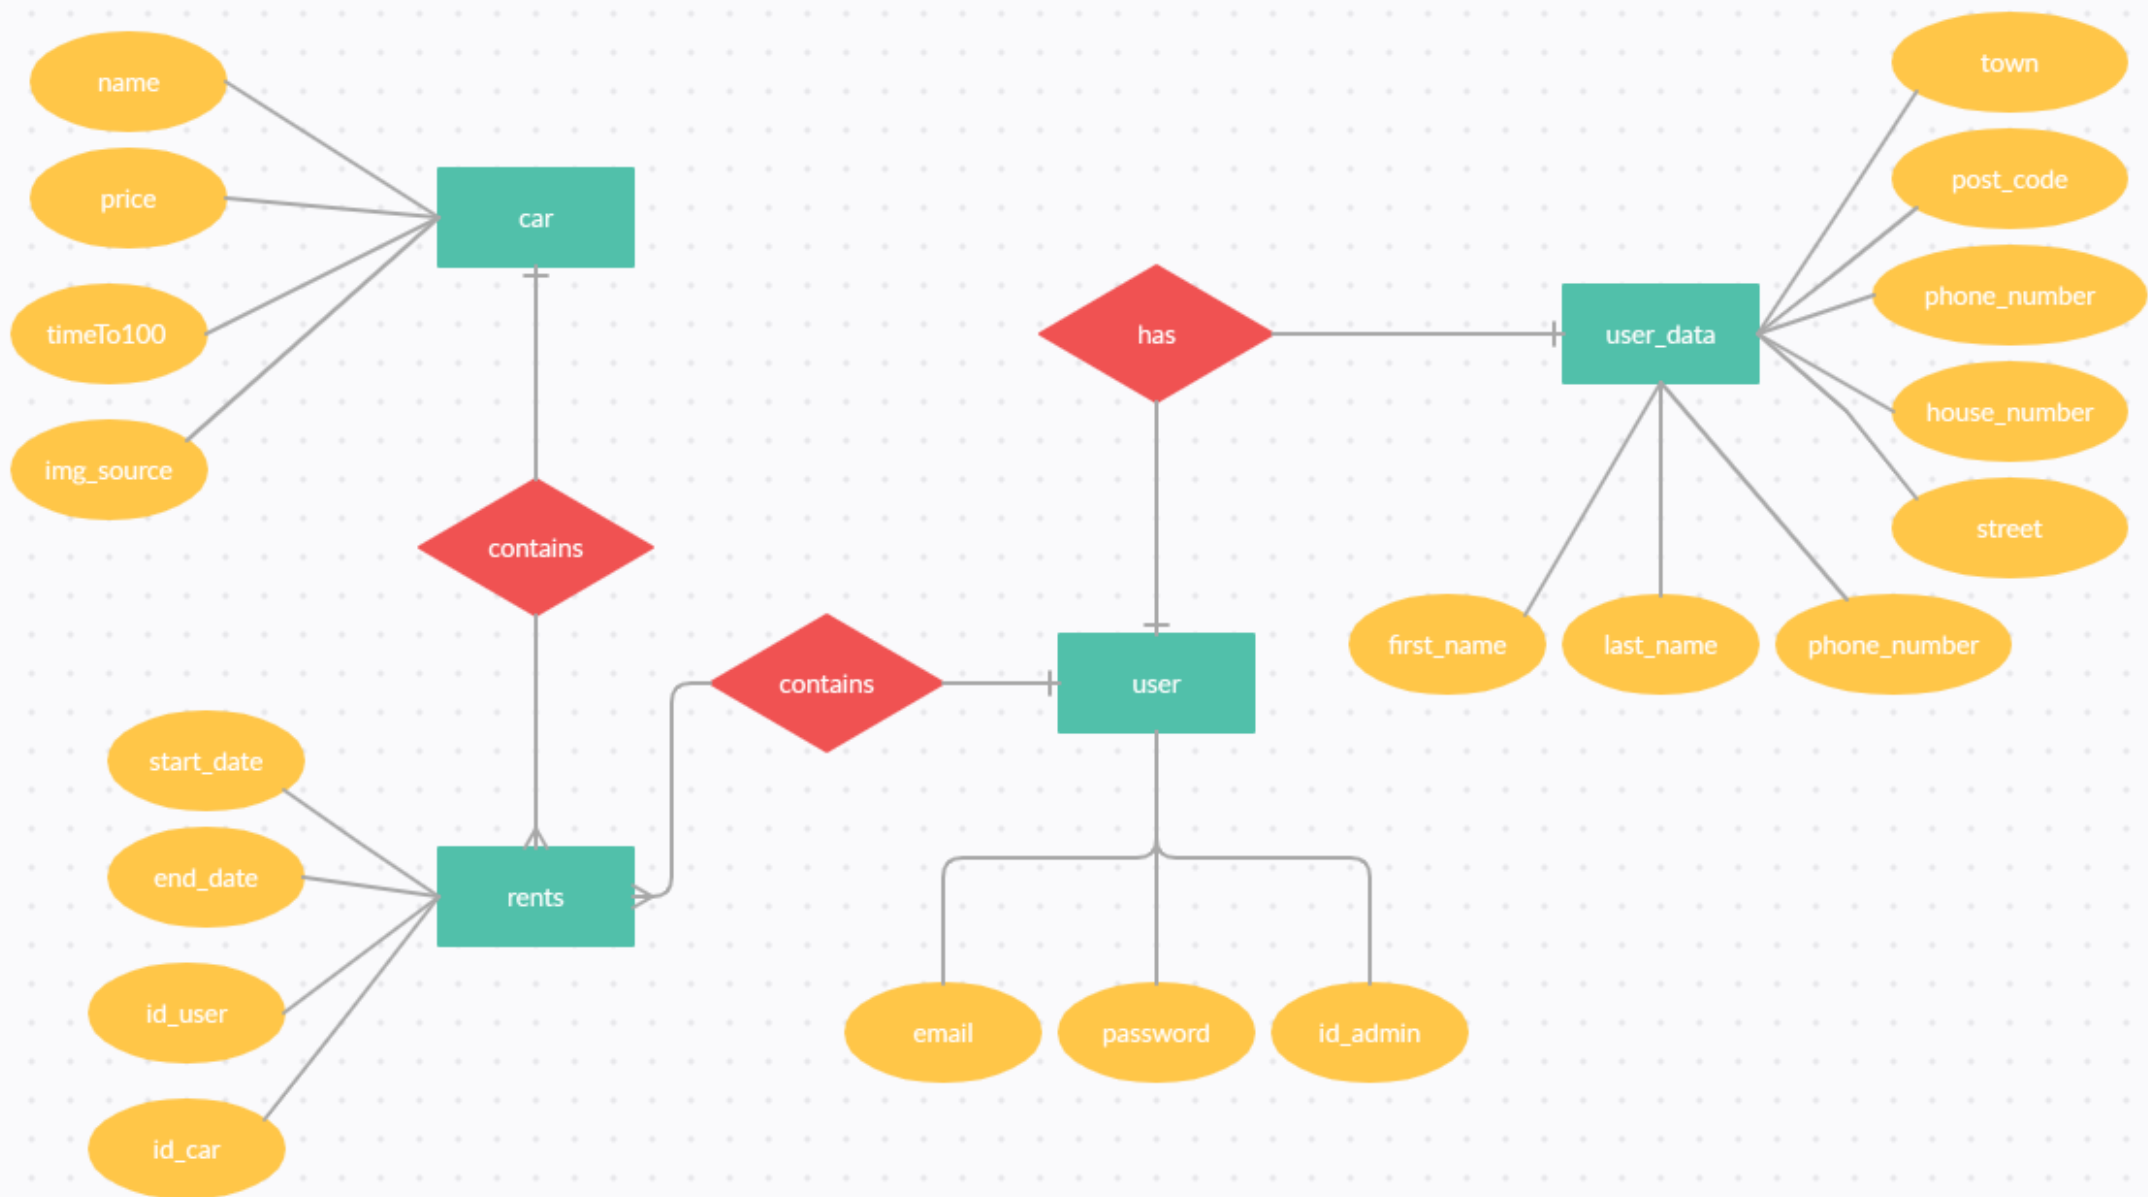 name
price
timeTo100
img_source
car
contains
start_date
end_date
id_user
id_car
rents
contains
has
user
email
password
id_admin
user_data
town
post_code
phone_number
house_number
street
first_name
last_name
phone_number